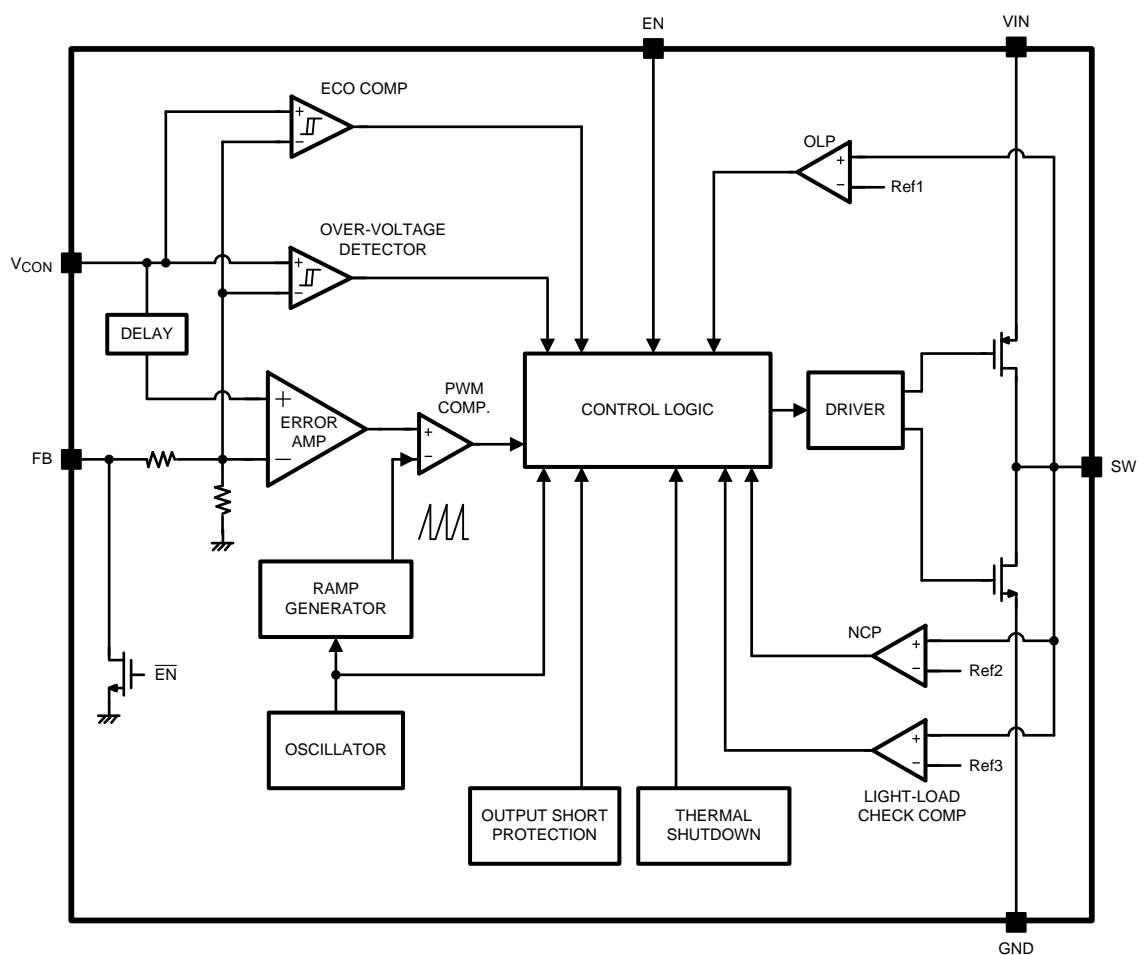 EN
VIN
ECO COMP
+
−
OLP
+
−
Ref1
OVER-VOLTAGE
DETECTOR
+
−
VCON
DELAY
PWM
COMP.
+
ERROR
AMP
−
+
−
CONTROL LOGIC
DRIVER
FB
SW
RAMP
GENERATOR
NCP
+
−
Ref2
EN
OSCILLATOR
+
−
Ref3
OUTPUT SHORT
PROTECTION
THERMAL
SHUTDOWN
LIGHT-LOAD
CHECK COMP
GND